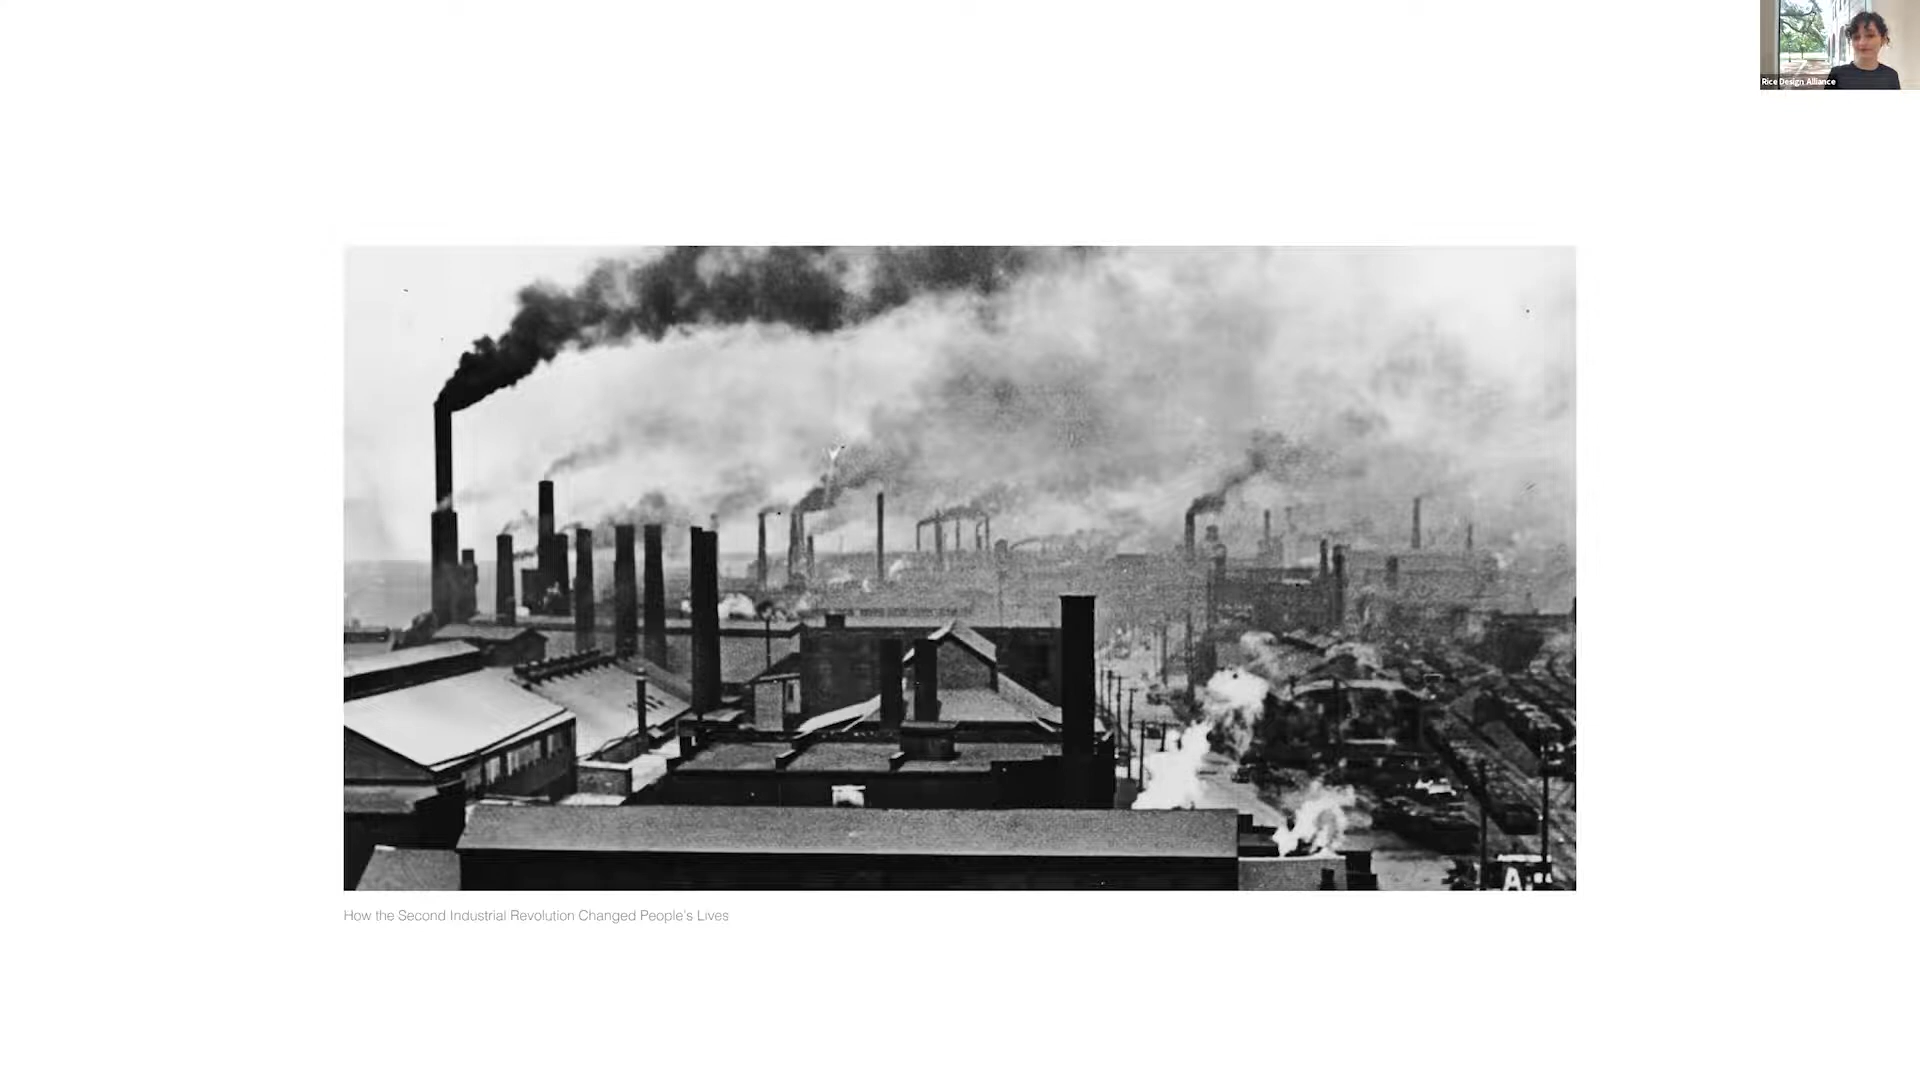 Rice Design Alliance
How the Second Industrial Revolution Changed People's Lives